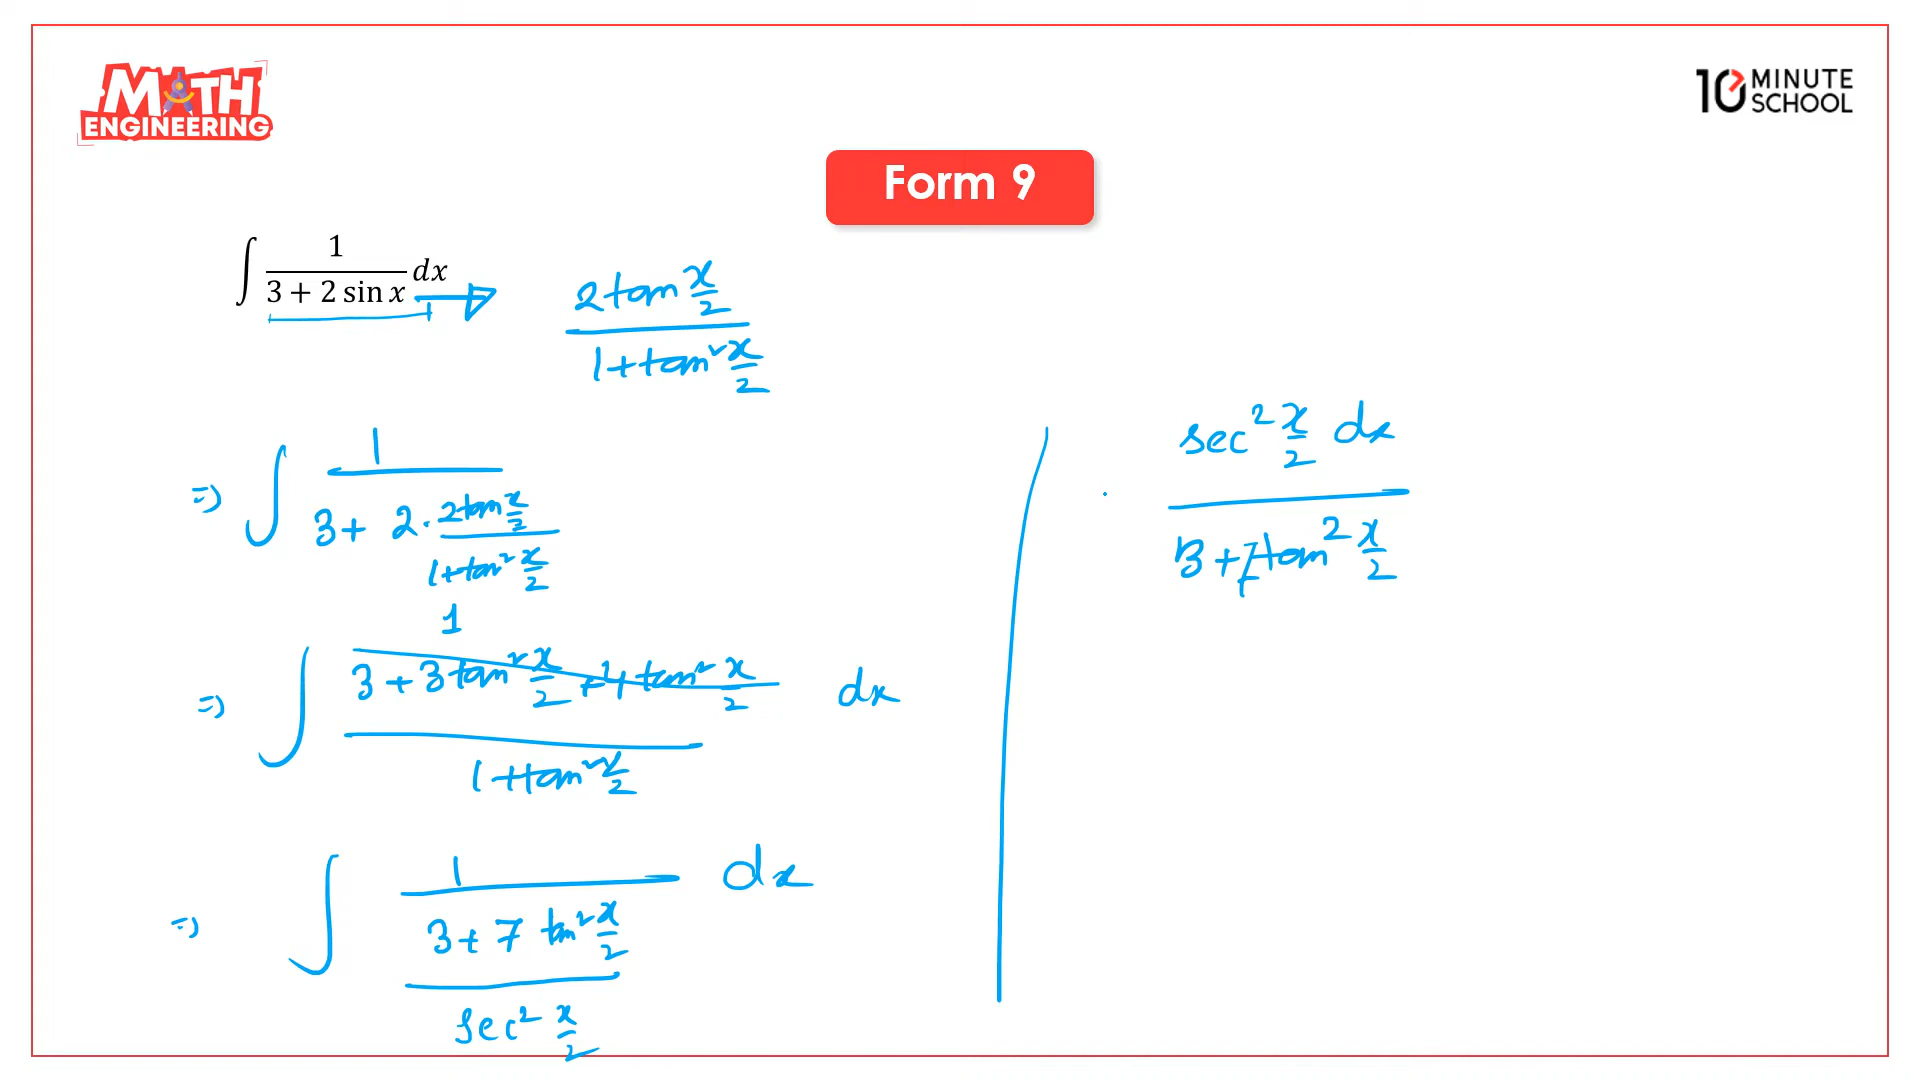 MATH
ENGINEERING
10 MINUTE
SCHOOL
Form 9
∫ 1/(3 + 2 sin x) dx
2tan x/2 / (1+tan² x/2)
=) ∫ 1/(3+ 2 · (2tan x/2)/(1+tan² x/2))
=) ∫ 1/((3+3tan² x/2 +4tan² x/2)/(1+tan² x/2)) dx
=) ∫ 1/((3+7 tan² x/2)/(sec² x/2)) dx
sec² x/2 dx / (3+7tan² x/2)